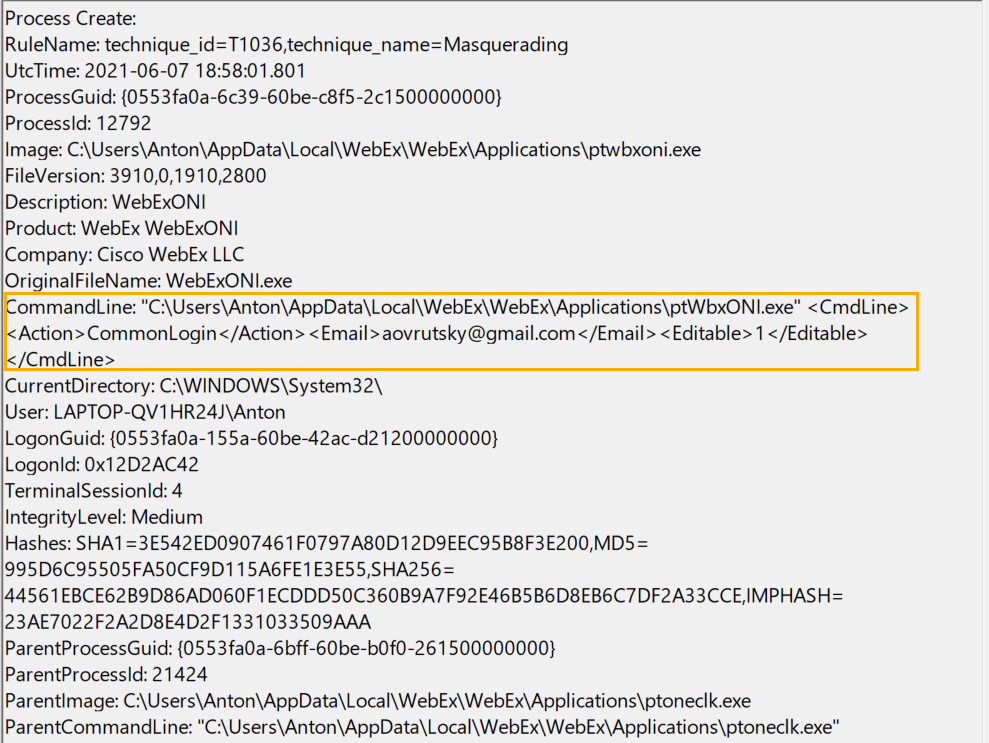 Process Create:
RuleName: technique_id=T1036,technique_name=Masquerading
UtcTime: 2021-06-07 18:58:01.801
ProcessGuid: {0553fa0a-6c39-60be-c8f5-2c1500000000}
ProcessId: 12792
Image: C:\Users\Anton\AppData\Local\WebEx\WebEx\Applications\ptwbxoni.exe
FileVersion: 3910,0,1910,2800
Description: WebExONI
Product: WebEx WebExONI
Company: Cisco WebEx LLC
OriginalFileName: WebExONI.exe
CommandLine: "C:\Users\Anton\AppData\Local\WebEx\WebEx\Applications\ptWbxONI.exe" <CmdLine>
<Action>CommonLogin</Action><Email>aovrutsky@gmail.com</Email><Editable>1</Editable>
</CmdLine>
CurrentDirectory: C:\WINDOWS\System32\
User: LAPTOP-QV1HR24J\Anton
LogonGuid: {0553fa0a-155a-60be-42ac-d21200000000}
LogonId: 0x12D2AC42
TerminalSessionId: 4
IntegrityLevel: Medium
Hashes: SHA1=3E542ED0907461F0797A80D12D9EEC95B8F3E200,MD5=
995D6C95505FA50CF9D115A6FE1E3E55,SHA256=
44561EBCE62B9D86AD060F1ECDDD50C360B9A7F92E46B5B6D8EB6C7DF2A33CCE,IMPHASH=
23AE7022F2A2D8E4D2F1331033509AAA
ParentProcessGuid: {0553fa0a-6bff-60be-b0f0-261500000000}
ParentProcessId: 21424
ParentImage: C:\Users\Anton\AppData\Local\WebEx\WebEx\Applications\ptoneclk.exe
ParentCommandLine: "C:\Users\Anton\AppData\Local\WebEx\WebEx\Applications\ptoneclk.exe"